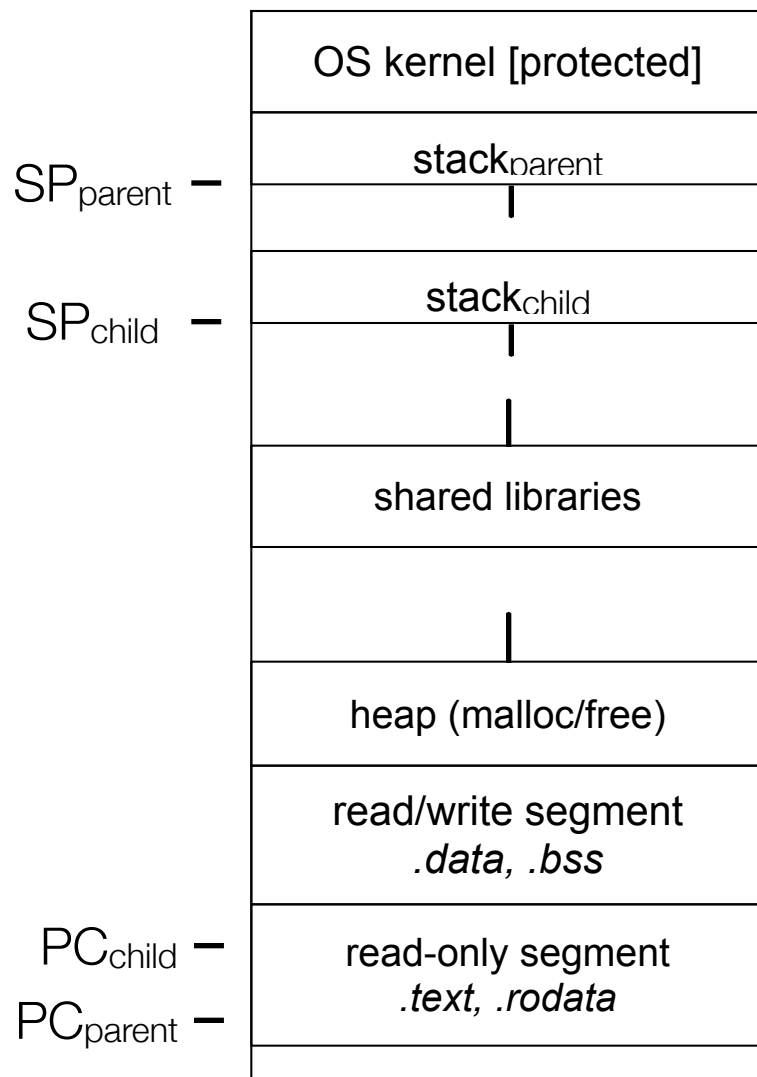 OS kernel [protected]
stackparent
SPparent
stackchild
SPchild
shared libraries
heap (malloc/free)
read/write segment
.data, .bss
PCchild
read-only segment
.text, .rodata
PCparent